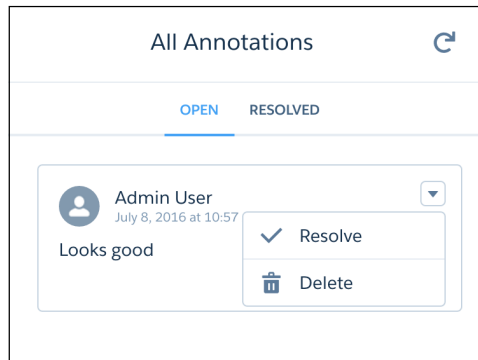 All Annotations
OPEN RESOLVED
Admin User
July 8, 2016 at 10:57
Looks good
Resolve
Delete